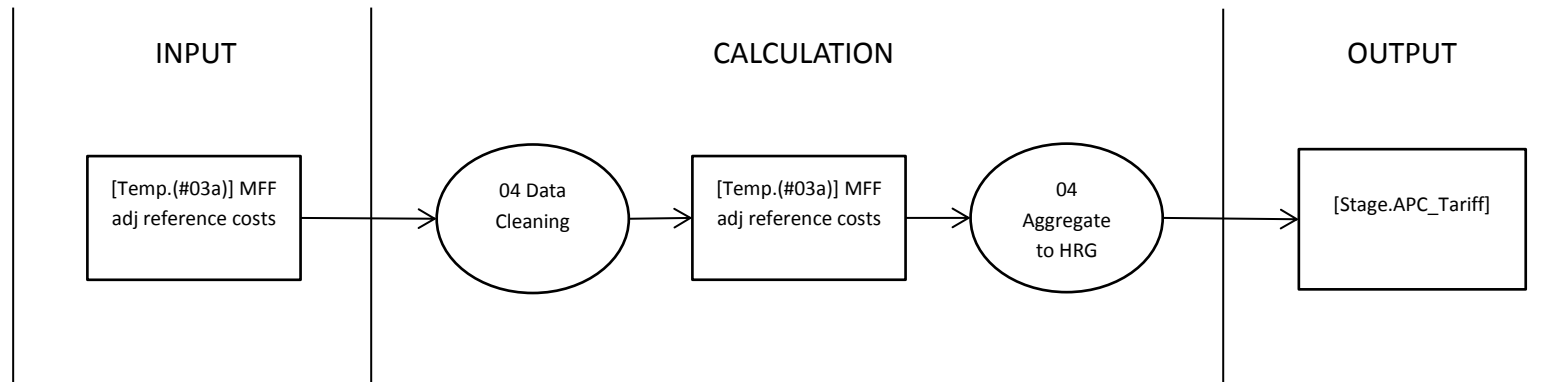 INPUT
CALCULATION
OUTPUT
[Temp.(#03a)] MFF
adj reference costs
04 Data
Cleaning
[Temp.(#03a)] MFF
adj reference costs
04
Aggregate
to HRG
[Stage.APC_Tariff]